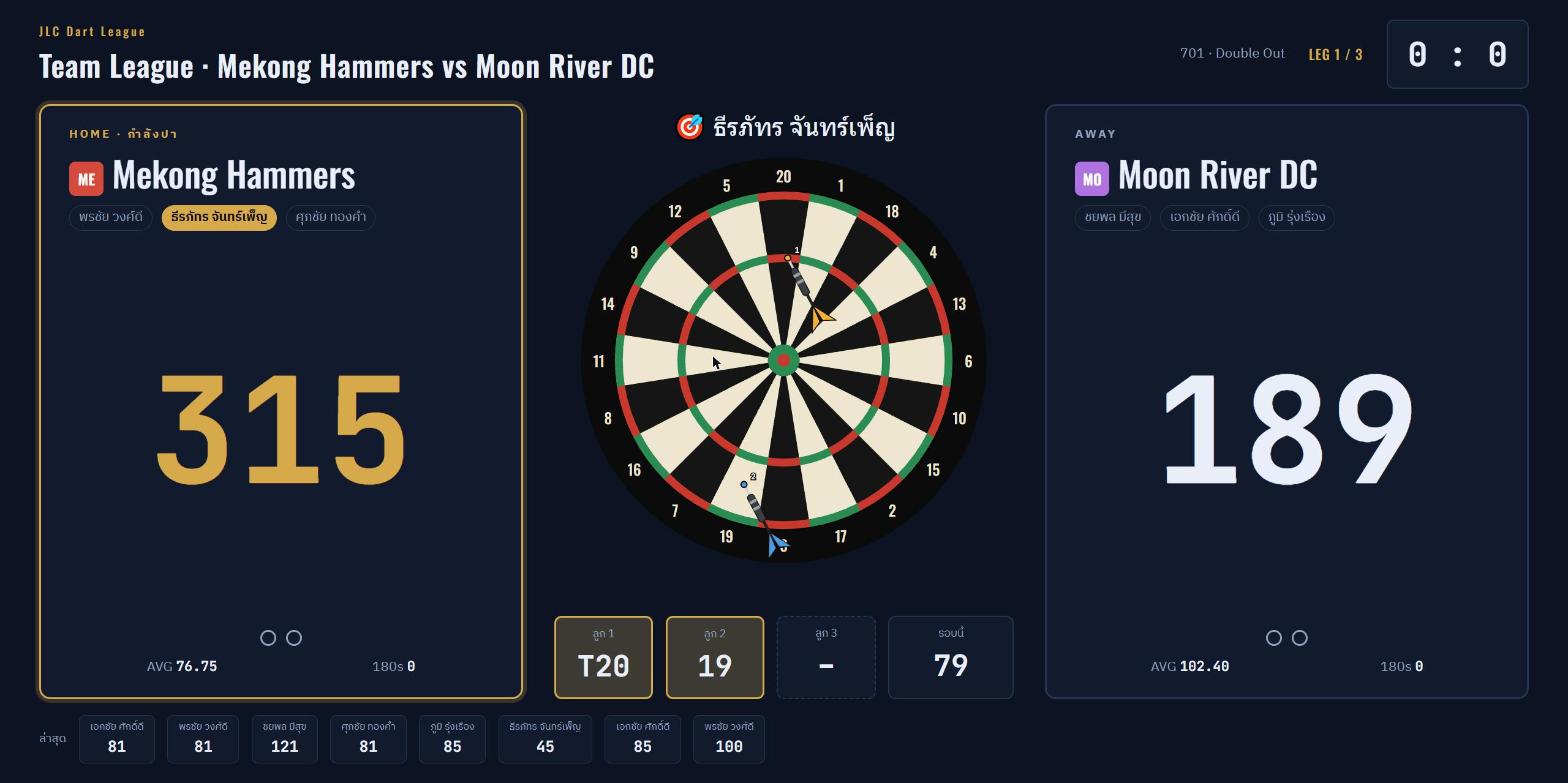 JLC Dart League
Team League · Mekong Hammers vs Moon River DC
701 · Double Out
LEG 1 / 3
0 : 0
HOME · กำลังปา
ME Mekong Hammers
พรชัย วงศ์ดี
ธีรภัทร จันทร์เพ็ญ
ศุภชัย ทองคำ
315
AVG 76.75
180s 0
ธีรภัทร จันทร์เพ็ญ
20
1
18
4
13
6
10
15
2
17
3
19
7
16
8
11
14
9
12
5
1
2
ลูก 1
T20
ลูก 2
19
ลูก 3
–
รอบนี้
79
AWAY
MO Moon River DC
ชยพล มีสุข
เอกชัย ศักดิ์ดี
ภูมิ รุ่งเรือง
189
AVG 102.40
180s 0
ล่าสุด
เอกชัย ศักดิ์ดี
81
พรชัย วงศ์ดี
81
ชยพล มีสุข
121
ศุภชัย ทองคำ
81
ภูมิ รุ่งเรือง
85
ธีรภัทร จันทร์เพ็ญ
45
เอกชัย ศักดิ์ดี
85
พรชัย วงศ์ดี
100